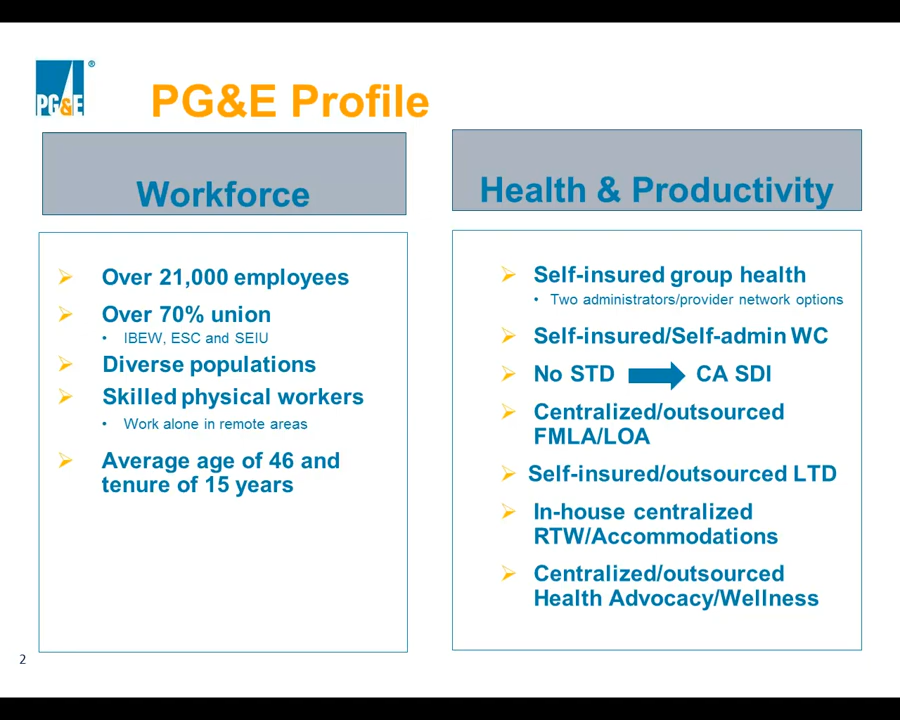 PG&E ®
PG&E Profile
Workforce
➢ Over 21,000 employees
➢ Over 70% union
• IBEW, ESC and SEIU
➢ Diverse populations
➢ Skilled physical workers
• Work alone in remote areas
➢ Average age of 46 and
tenure of 15 years
Health & Productivity
➢ Self-insured group health
• Two administrators/provider network options
➢ Self-insured/Self-admin WC
➢ No STD CA SDI
➢ Centralized/outsourced
FMLA/LOA
➢ Self-insured/outsourced LTD
➢ In-house centralized
RTW/Accommodations
➢ Centralized/outsourced
Health Advocacy/Wellness
2